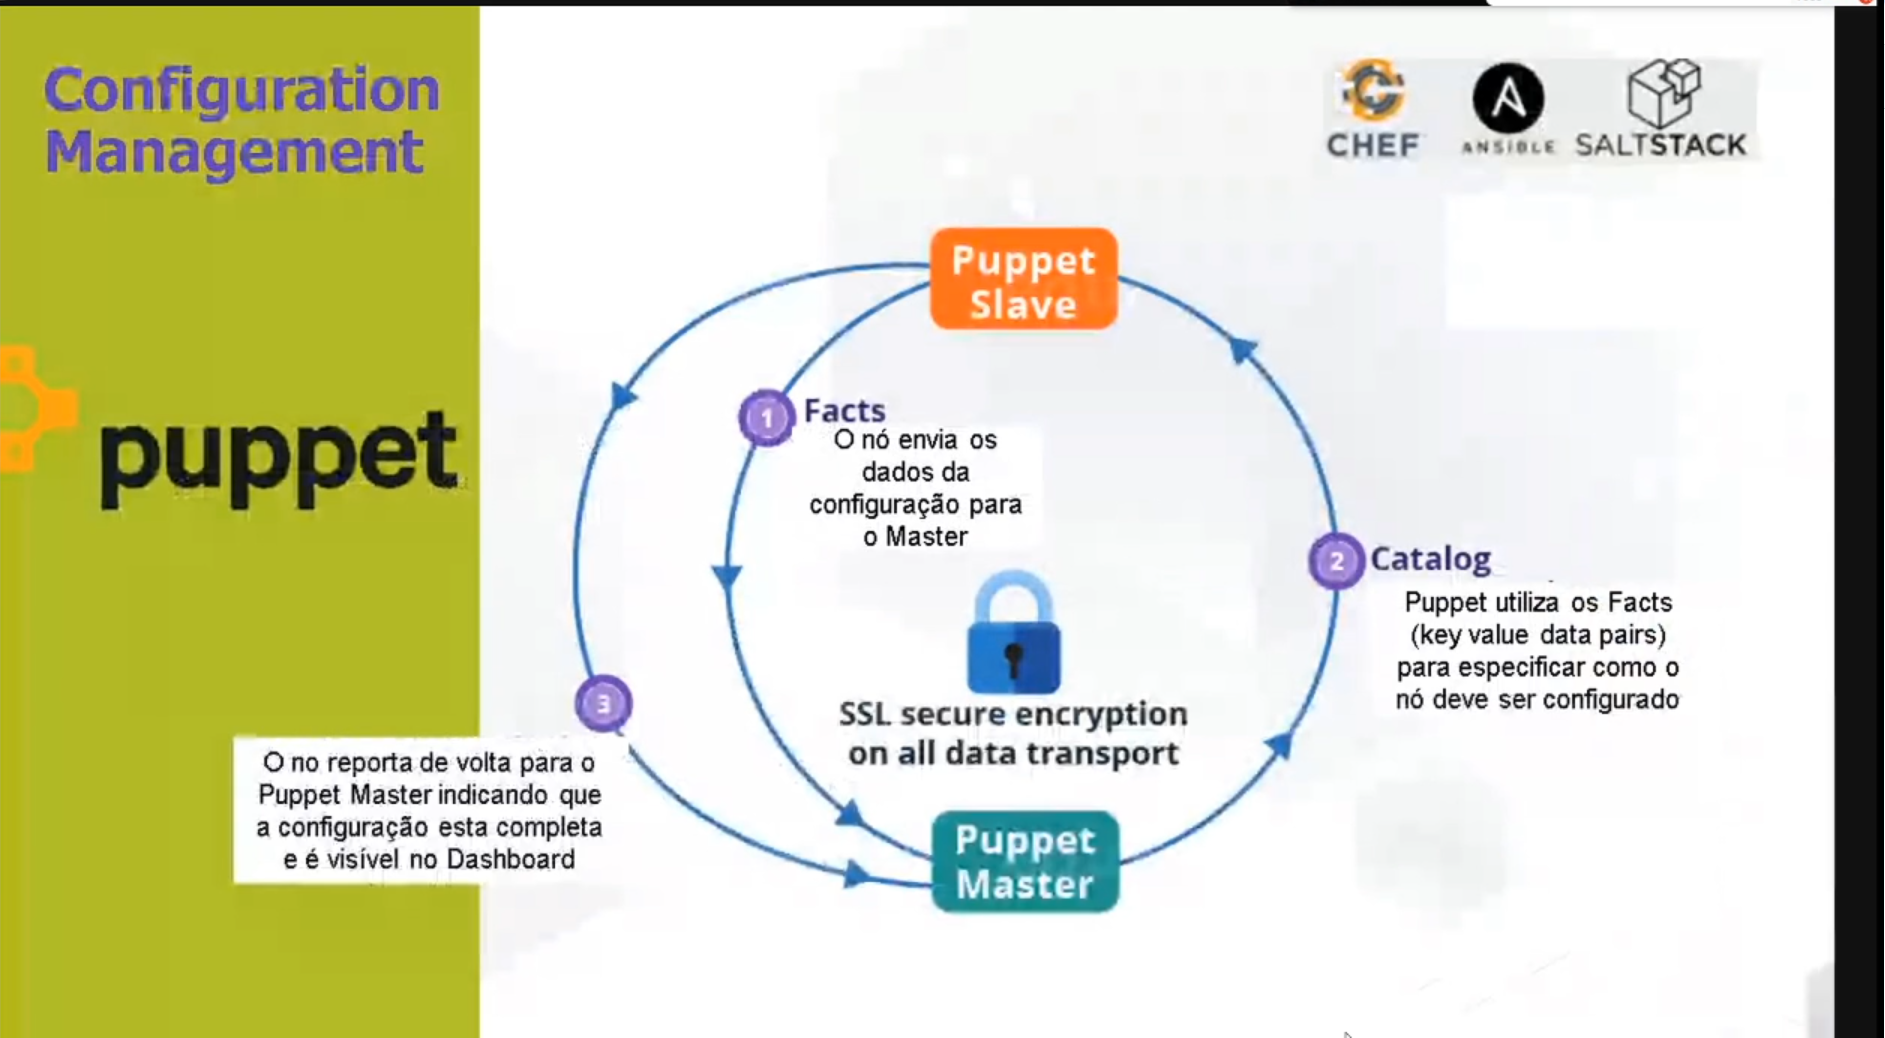 Configuration
Management
puppet
CHEF
ANSIBLE
SALTSTACK
Puppet
Slave
1
Facts
O nó envia os
dados da
configuração para
o Master
2
Catalog
Puppet utiliza os Facts
(key value data pairs)
para especificar como o
nó deve ser configurado
SSL secure encryption
on all data transport
3
O no reporta de volta para o
Puppet Master indicando que
a configuração esta completa
e é visível no Dashboard
Puppet
Master